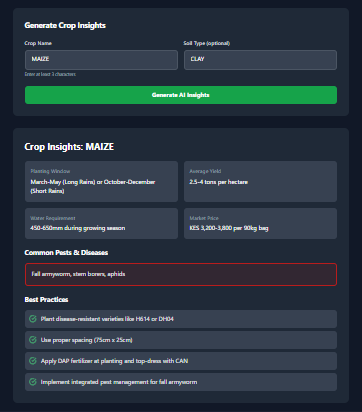 Generate Crop Insights
Crop Name
Soil Type (optional)
MAIZE
CLAY
Enter at least 3 characters
Generate AI Insights
Crop Insights: MAIZE
Planting Window
March-May (Long Rains) or October-December
(Short Rains)
Average Yield
2.5-4 tons per hectare
Water Requirement
450-650mm during growing season
Market Price
KES 3,200-3,800 per 90kg bag
Common Pests & Diseases
Fall armyworm, stem borers, aphids
Best Practices
Plant disease-resistant varieties like H614 or DH04
Use proper spacing (75cm x 25cm)
Apply DAP fertilizer at planting and top-dress with CAN
Implement integrated pest management for fall armyworm